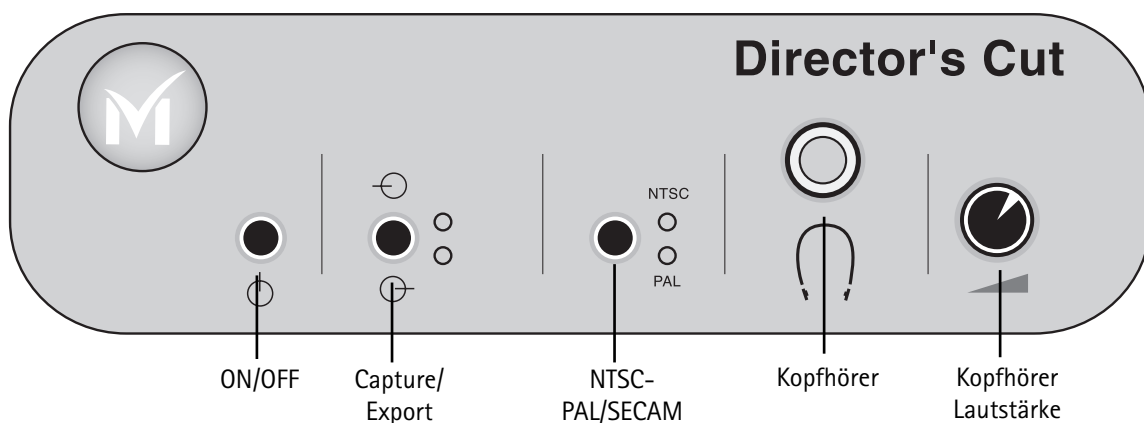 Director's Cut
NTSC
PAL
ON/OFF
Capture/
Export
NTSC-
PAL/SECAM
Kopfhörer
Kopfhörer
Lautstärke